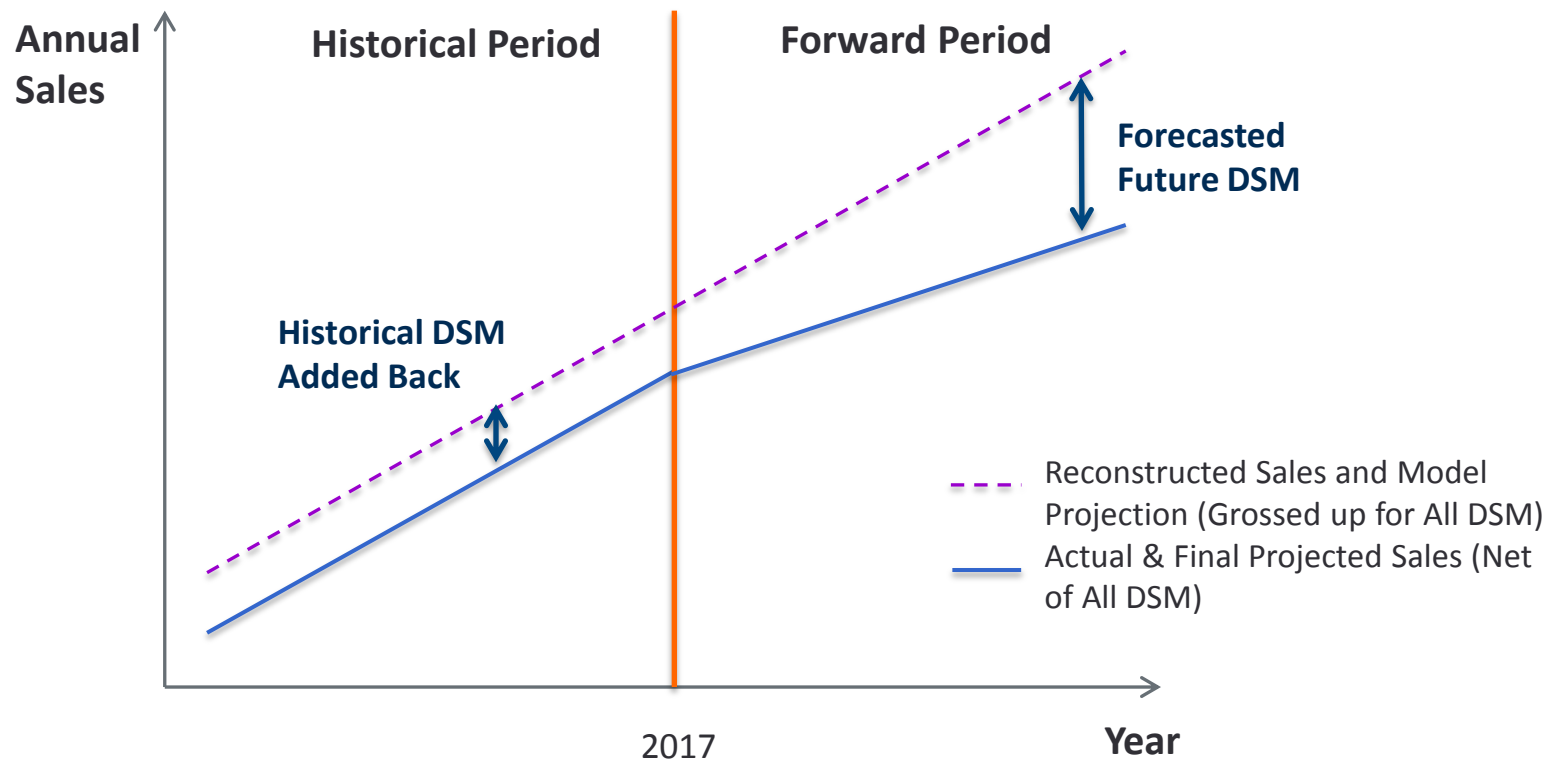 Annual
Sales
Historical Period
Forward Period
Forecasted
Future DSM
Historical DSM
Added Back
Reconstructed Sales and Model
Projection (Grossed up for All DSM)
Actual & Final Projected Sales (Net
of All DSM)
2017
Year